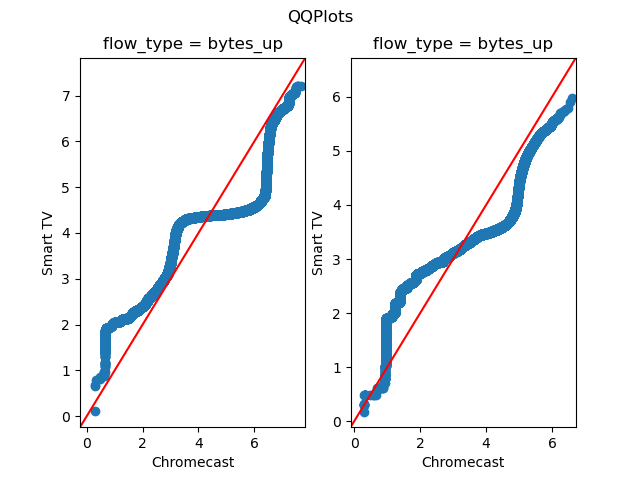 QQPlots
flow_type = bytes_up
flow_type = bytes_up
Smart TV
7
6
5
4
3
2
1
0
0 2 4 6
Chromecast
Smart TV
6
5
4
3
2
1
0
0 2 4 6
Chromecast